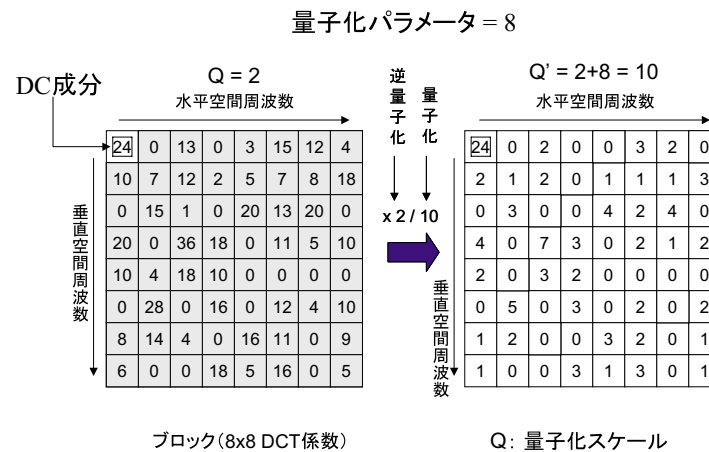 量子化パラメータ = 8
DC成分
Q = 2
水平空間周波数
逆量子化
量子化
Q' = 2+8 = 10
水平空間周波数
垂直空間周波数
24 0 13 0 3 15 12 4
10 7 12 2 5 7 8 18
0 15 1 0 20 13 20 0
20 0 36 18 0 11 5 10
10 4 18 10 0 0 0 0
0 28 0 16 0 12 4 10
8 14 4 0 16 11 0 9
6 0 0 18 5 16 0 5
x 2 / 10
垂直空間周波数
24 0 2 0 0 3 2 0
2 1 2 0 1 1 1 3
0 3 0 0 4 2 4 0
4 0 7 3 0 2 1 2
2 0 3 2 0 0 0 0
0 5 0 3 0 2 0 2
1 2 0 0 3 2 0 1
1 0 0 3 1 3 0 1
ブロック(8x8 DCT係数)
Q: 量子化スケール